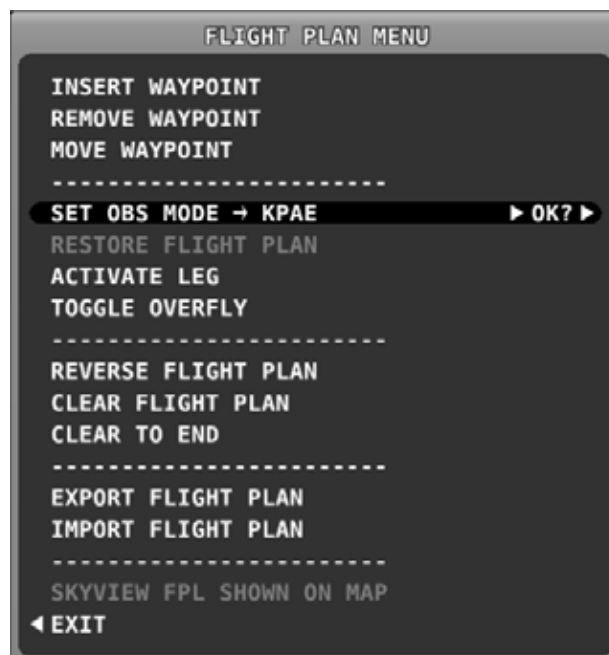 FLIGHT PLAN MENU
INSERT WAYPOINT
REMOVE WAYPOINT
MOVE WAYPOINT
------------------------
SET OBS MODE → KPAE ▶ OK? ▶
RESTORE FLIGHT PLAN
ACTIVATE LEG
TOGGLE OVERFLY
------------------------
REVERSE FLIGHT PLAN
CLEAR FLIGHT PLAN
CLEAR TO END
------------------------
EXPORT FLIGHT PLAN
IMPORT FLIGHT PLAN
------------------------
SKYVIEW FPL SHOWN ON MAP
◀ EXIT